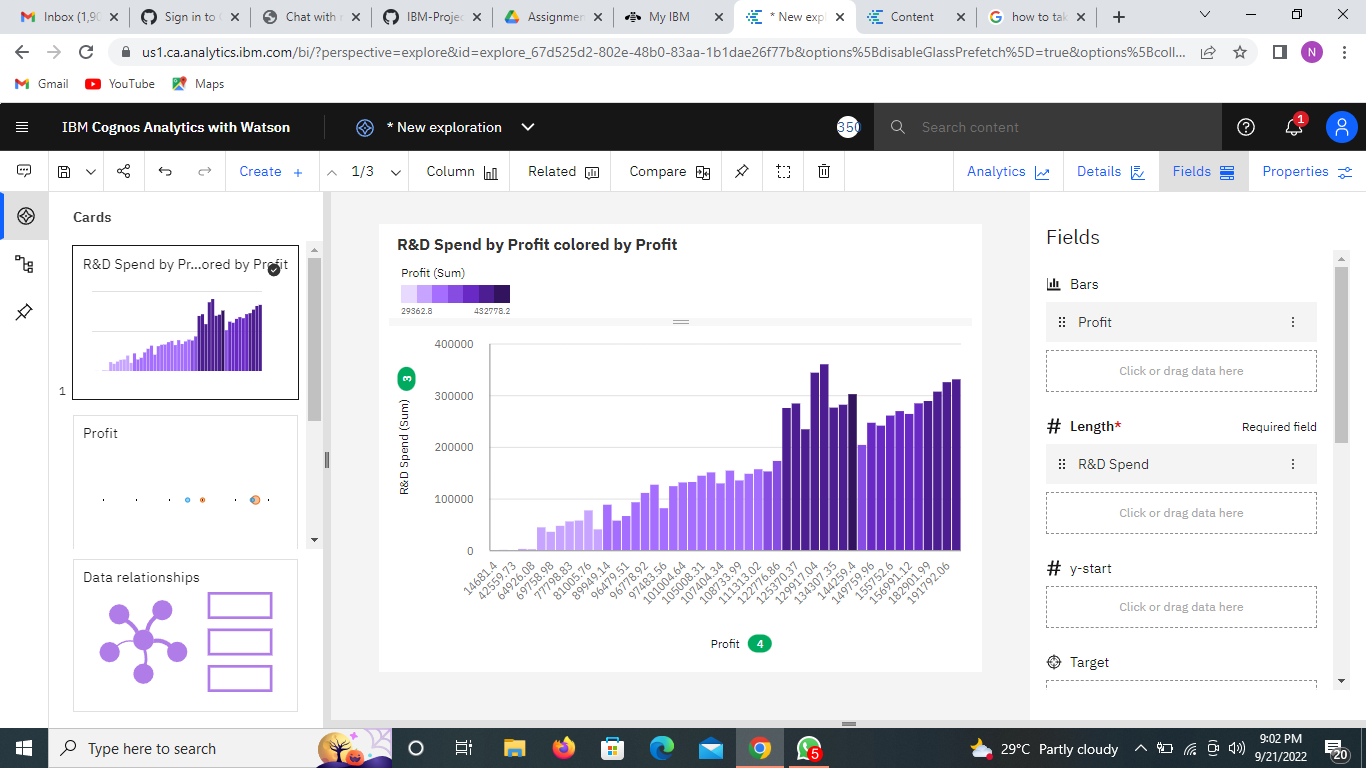 Inbox (1,90
Sign in to
Chat with
IBM-Projec
Assignmen
My IBM
* New expl
Content
how to tak
us1.ca.analytics.ibm.com/bi/?perspective=explore&id=explore_67d525d2-802e-48b0-83aa-1b1dae26f77b&options%5BdisableGlassPrefetch%5D=true&options%5Bcoll...
N
Gmail
YouTube
Maps
IBM Cognos Analytics with Watson
* New exploration
350
Search content
1
Create +
1/3
Column
Related
Compare
Analytics
Details
Fields
Properties
Cards
R&D Spend by Pr...ored by Profit
1
Profit
Data relationships
R&D Spend by Profit colored by Profit
Profit (Sum)
29362.8
432778.2
400000
300000
200000
100000
0
R&D Spend (Sum)
3
14681.4
42559.73
64926.08
69758.98
77798.83
81005.76
89949.14
96479.51
96778.92
97483.56
101004.64
105008.31
107404.34
108733.99
111313.02
122776.86
125370.37
129917.04
134307.35
144259.4
149759.96
155752.6
156991.12
182901.99
191792.06
Profit
4
Fields
Bars
Profit
Click or drag data here
# Length*
Required field
R&D Spend
Click or drag data here
# y-start
Click or drag data here
Target
Type here to search
5
29°C Partly cloudy
9:02 PM
9/21/2022
20